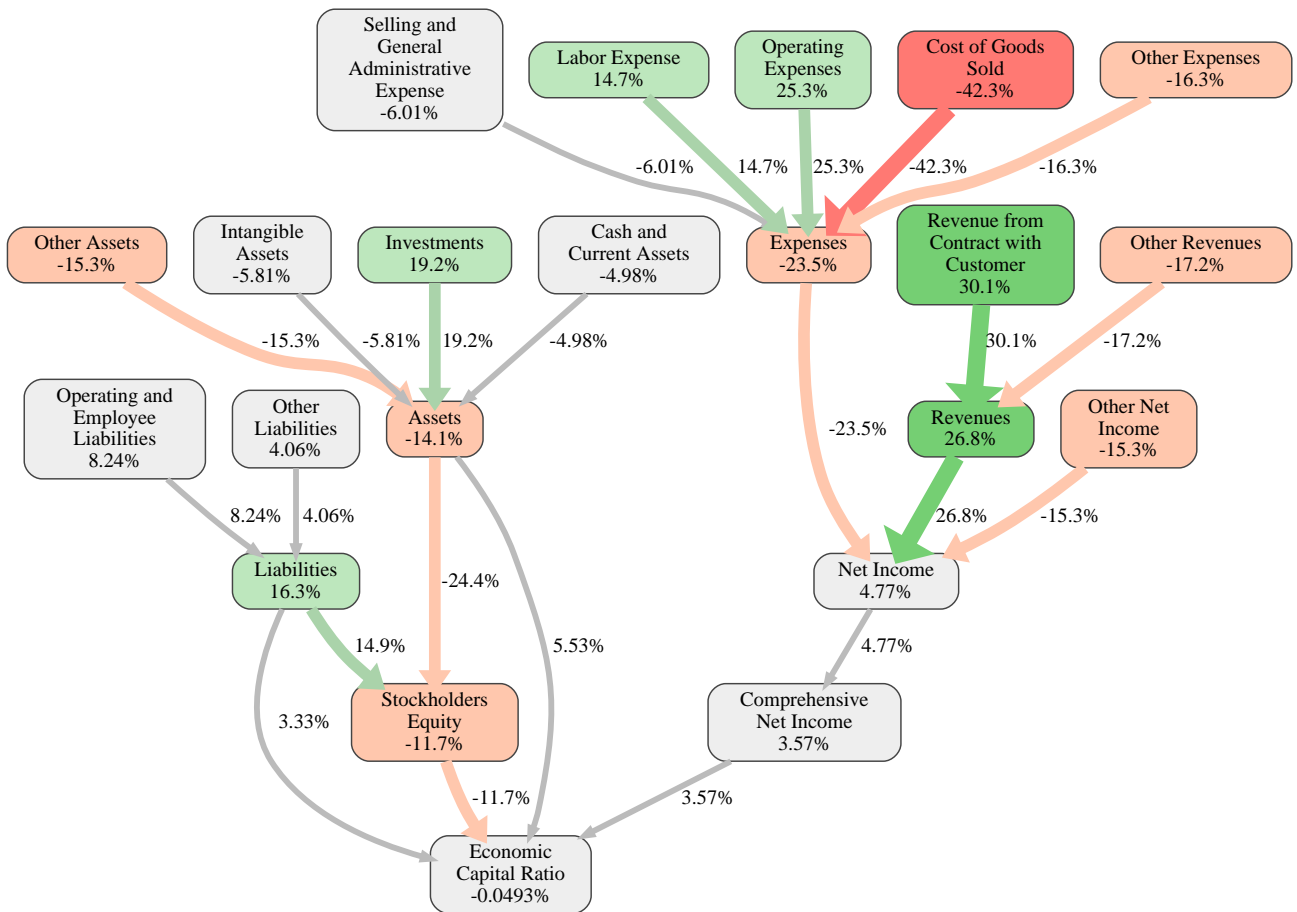 Selling and
General
Administrative
Expense
-6.01%
Labor Expense
14.7%
Operating
Expenses
25.3%
Cost of Goods
Sold
-42.3%
Other Expenses
-16.3%
-6.01%
14.7%
25.3%
-42.3%
-16.3%
Other Assets
-15.3%
Intangible
Assets
-5.81%
Investments
19.2%
Cash and
Current Assets
-4.98%
Expenses
-23.5%
Revenue from
Contract with
Customer
30.1%
Other Revenues
-17.2%
-15.3%
-5.81%
19.2%
-4.98%
30.1%
-17.2%
Operating and
Employee
Liabilities
8.24%
Other
Liabilities
4.06%
Assets
-14.1%
-23.5%
Revenues
26.8%
Other Net
Income
-15.3%
8.24%
4.06%
26.8%
-15.3%
Liabilities
16.3%
-24.4%
Net Income
4.77%
14.9%
5.53%
4.77%
3.33%
Stockholders
Equity
-11.7%
Comprehensive
Net Income
3.57%
-11.7%
3.57%
Economic
Capital Ratio
-0.0493%